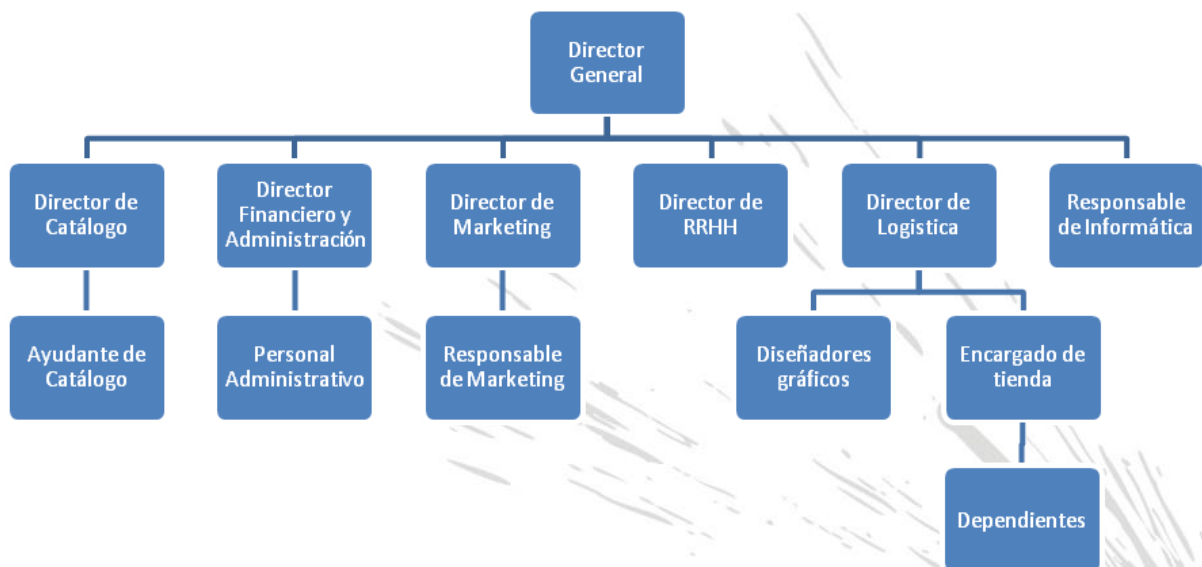 Director
General
Director de
Catálogo
Director
Financiero y
Administración
Director de
Marketing
Director de
RRHH
Director de
Logistica
Responsable
de Informática
Ayudante de
Catálogo
Personal
Administrativo
Responsable
de Marketing
Diseñadores
gráficos
Encargado de
tienda
Dependientes